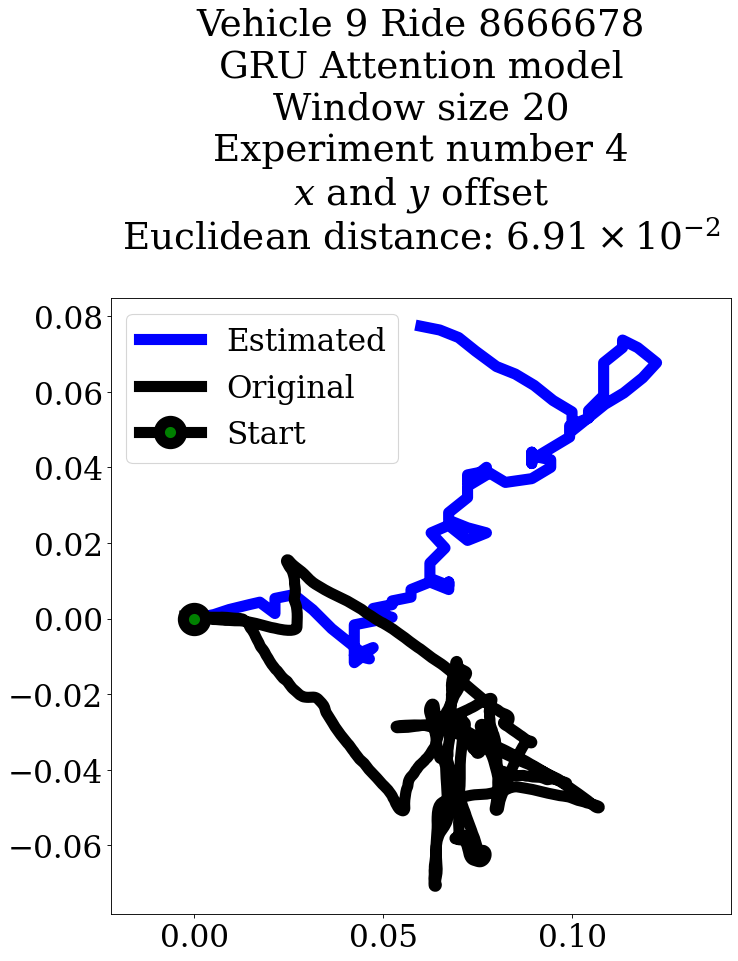 Vehicle 9 Ride 8666678
GRU Attention model
Window size 20
Experiment number 4
x and y offset
Euclidean distance: 6.91 × 10⁻²
Estimated
Original
Start
0.08
0.06
0.04
0.02
0.00
−0.02
−0.04
−0.06
0.00 0.05 0.10